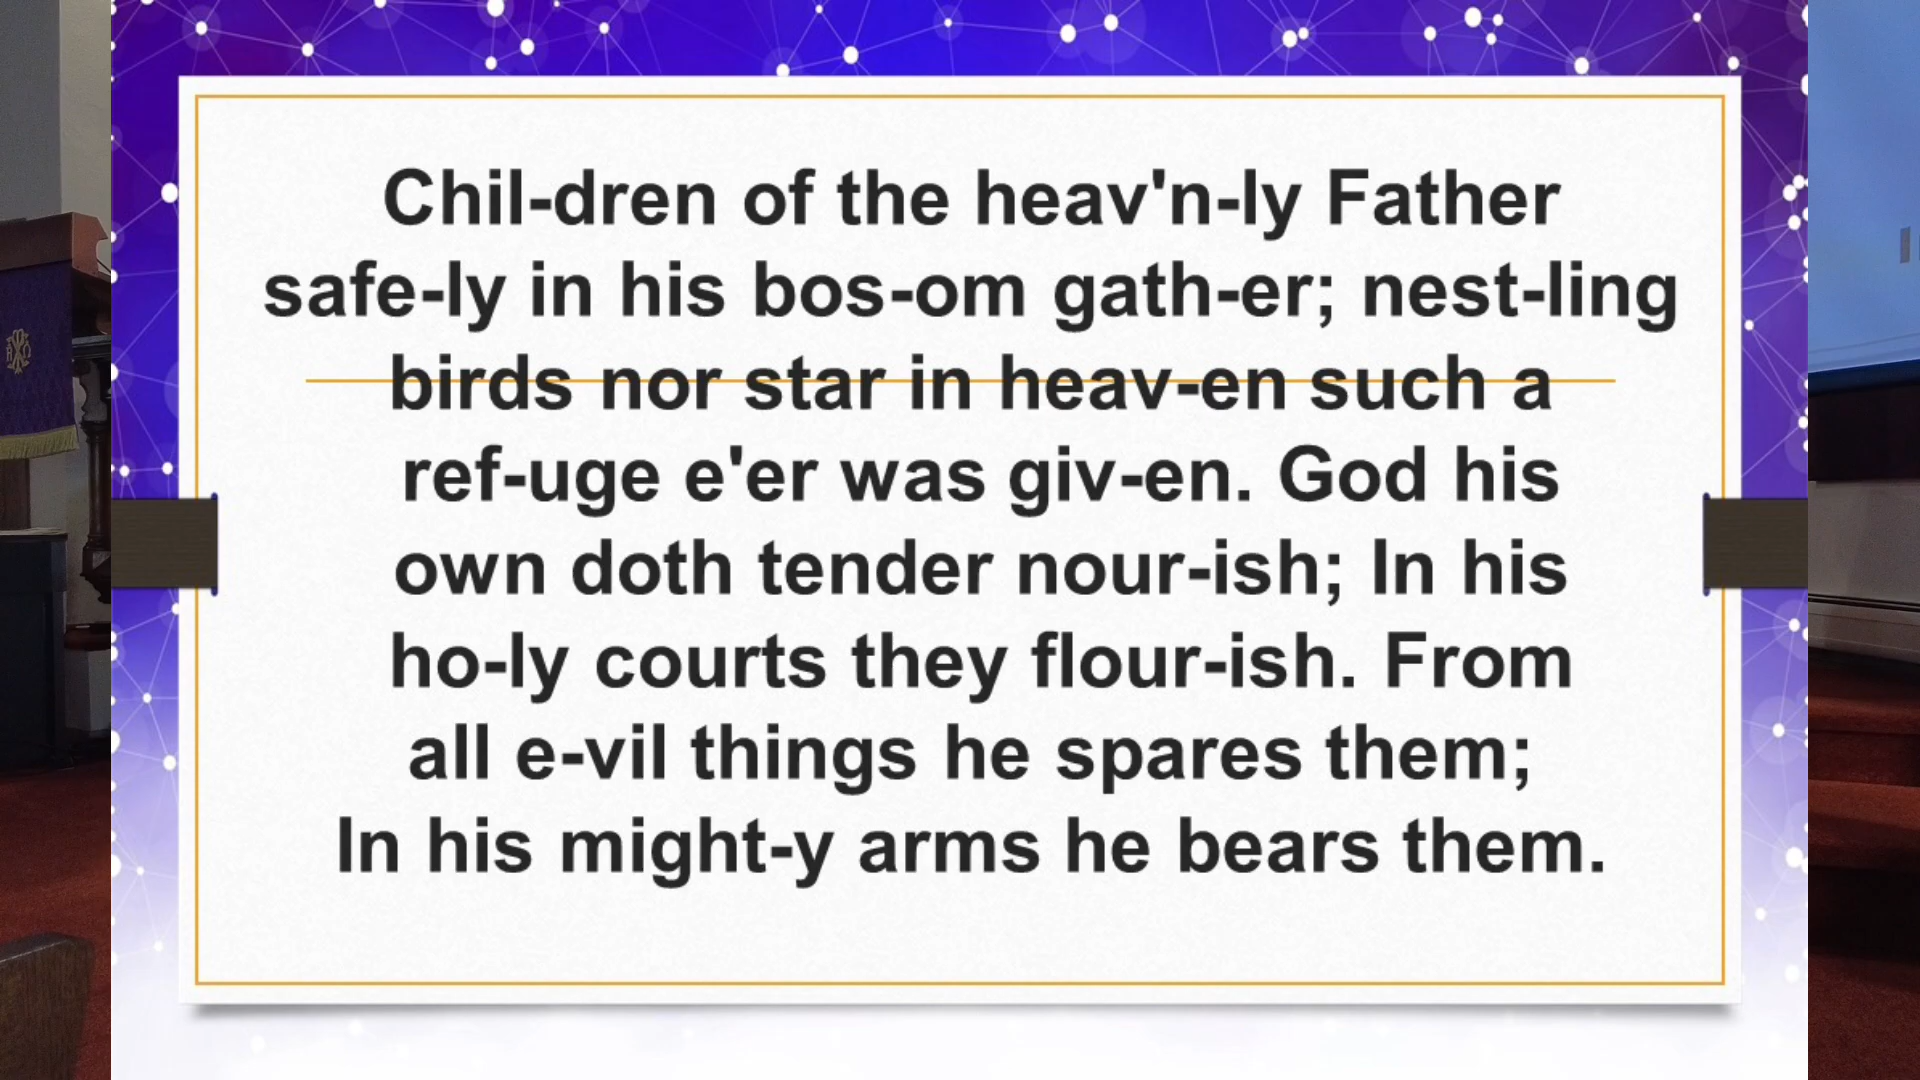 Chil-dren of the heav'n-ly Father
safe-ly in his bos-om gath-er; nest-ling
birds nor star in heav-en such a
ref-uge e'er was giv-en. God his
own doth tender nour-ish; In his
ho-ly courts they flour-ish. From
all e-vil things he spares them;
In his might-y arms he bears them.